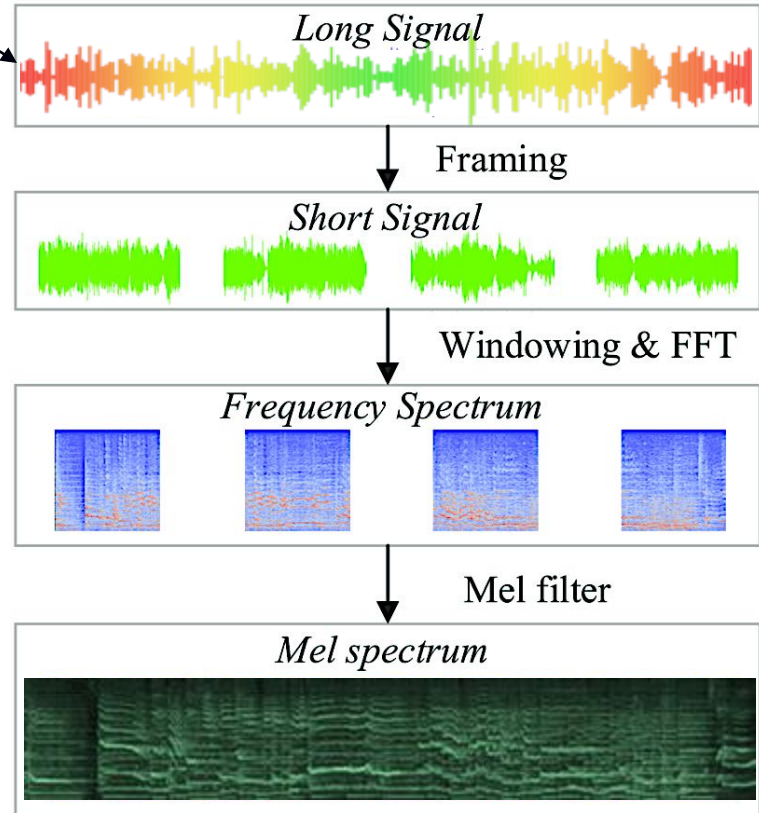 Long Signal
Framing
Short Signal
Windowing & FFT
Frequency Spectrum
Mel filter
Mel spectrum